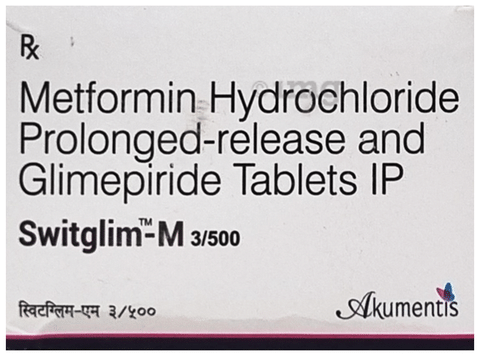 Rx
Metformin Hydrochloride
Prolonged-release and
Glimepiride Tablets IP
Switglim™-M 3/500
स्विटग्लिम-एम ३/५००
Akumentis